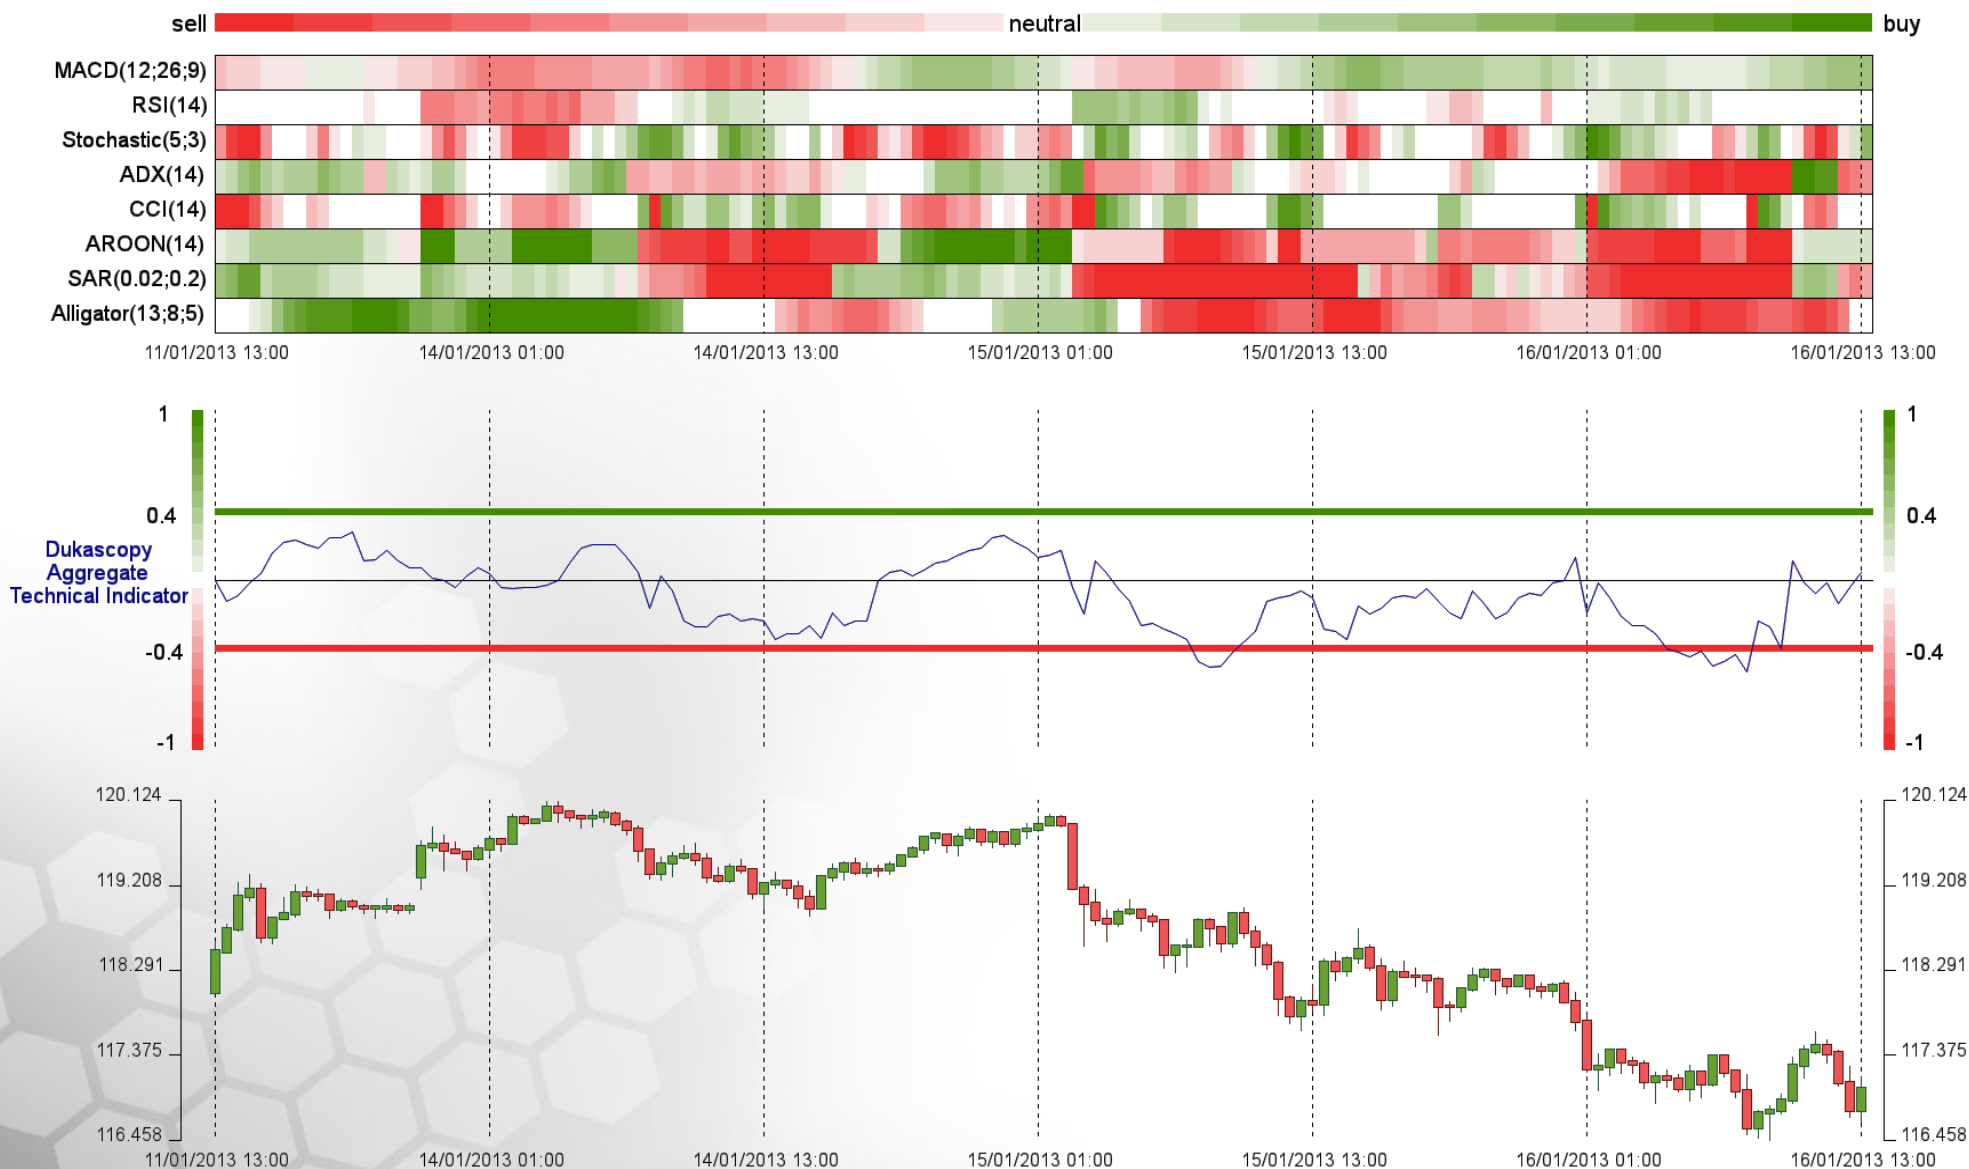 sell neutral buy
MACD(12;26;9)
RSI(14)
Stochastic(5;3)
ADX(14)
CCI(14)
AROON(14)
SAR(0.02;0.2)
Alligator(13;8;5)
11/01/2013 13:00 14/01/2013 01:00 14/01/2013 13:00 15/01/2013 01:00 15/01/2013 13:00 16/01/2013 01:00 16/01/2013 13:00
1 1
0.4 0.4
Dukascopy
Aggregate
Technical Indicator
-0.4 -0.4
-1 -1
120.124 120.124
119.208 119.208
118.291 118.291
117.375 117.375
116.458 116.458
11/01/2013 13:00 14/01/2013 01:00 14/01/2013 13:00 15/01/2013 01:00 15/01/2013 13:00 16/01/2013 01:00 16/01/2013 13:00